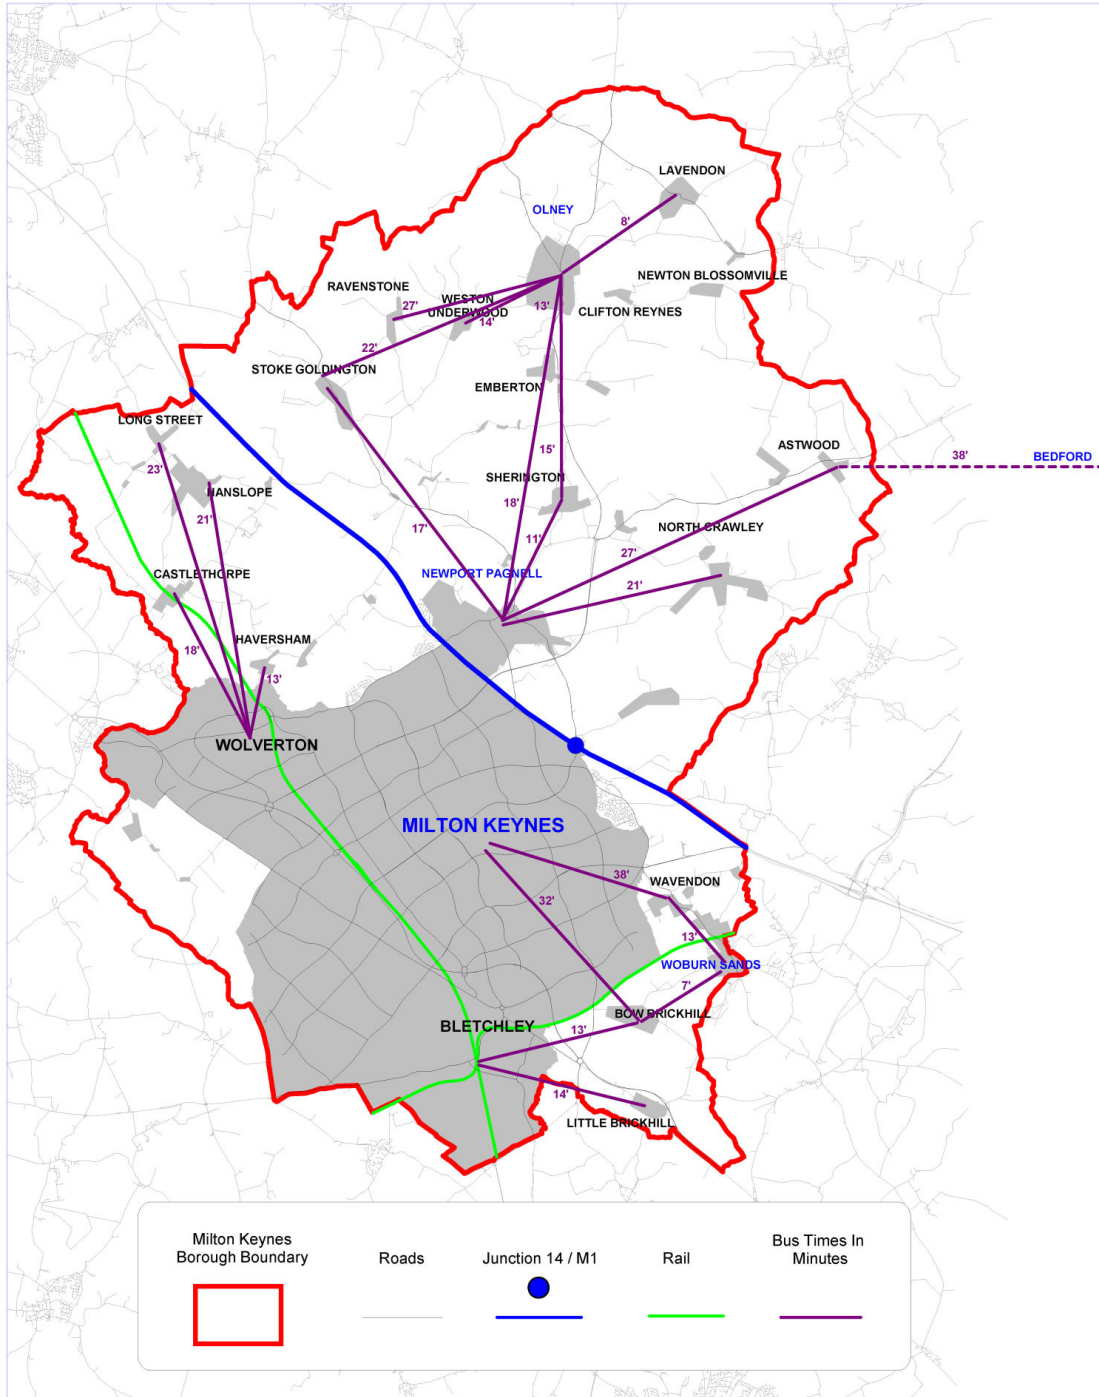 LAVENDON
OLNEY
8'
NEWTON BLOSSOMVILLE
RAVENSTONE
WESTON
UNDERWOOD
27'
13'
CLIFTON REYNES
14'
22'
STOKE GOLDINGTON
EMBERTON
LONG STREET
ASTWOOD
15'
38'
BEDFORD
23'
SHERINGTON
HANSLOPE
21'
18'
17'
NORTH CRAWLEY
11'
27'
CASTLETHORPE
NEWPORT PAGNELL
21'
HAVERSHAM
18'
13'
WOLVERTON
MILTON KEYNES
38'
WAVENDON
32'
13'
WOBURN SANDS
7'
BOW BRICKHILL
BLETCHLEY
13'
14'
LITTLE BRICKHILL
Milton Keynes
Borough Boundary
Roads
Junction 14 / M1
Rail
Bus Times In
Minutes